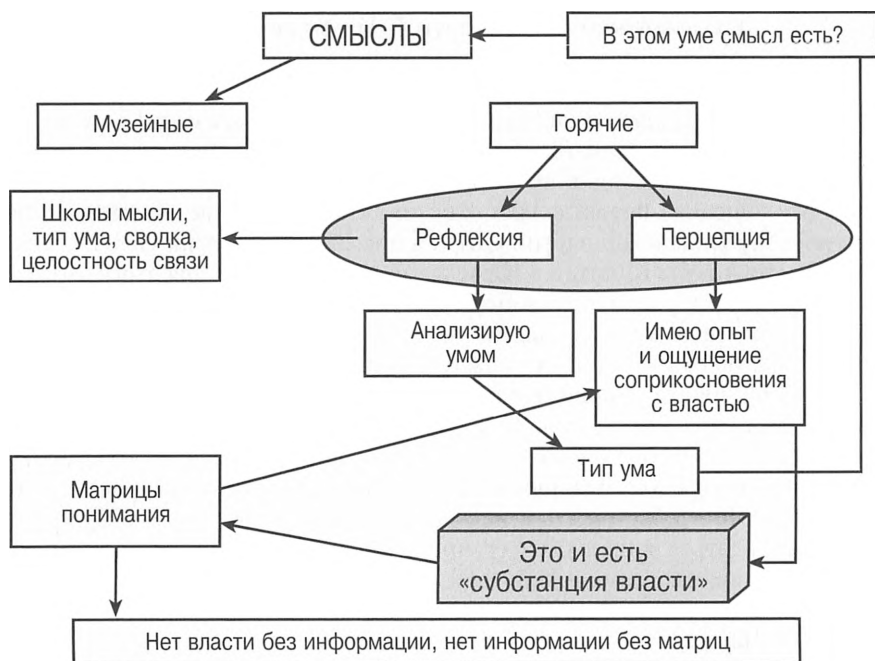 СМЫСЛЫ
В этом уме смысл есть?
Музейные
Горячие
Школы мысли,
тип ума, сводка,
целостность связи
Рефлексия
Перцепция
Анализирую
умом
Имею опыт
и ощущение
соприкосновения
с властью
Матрицы
понимания
Тип ума
Это и есть
«субстанция власти»
Нет власти без информации, нет информации без матриц